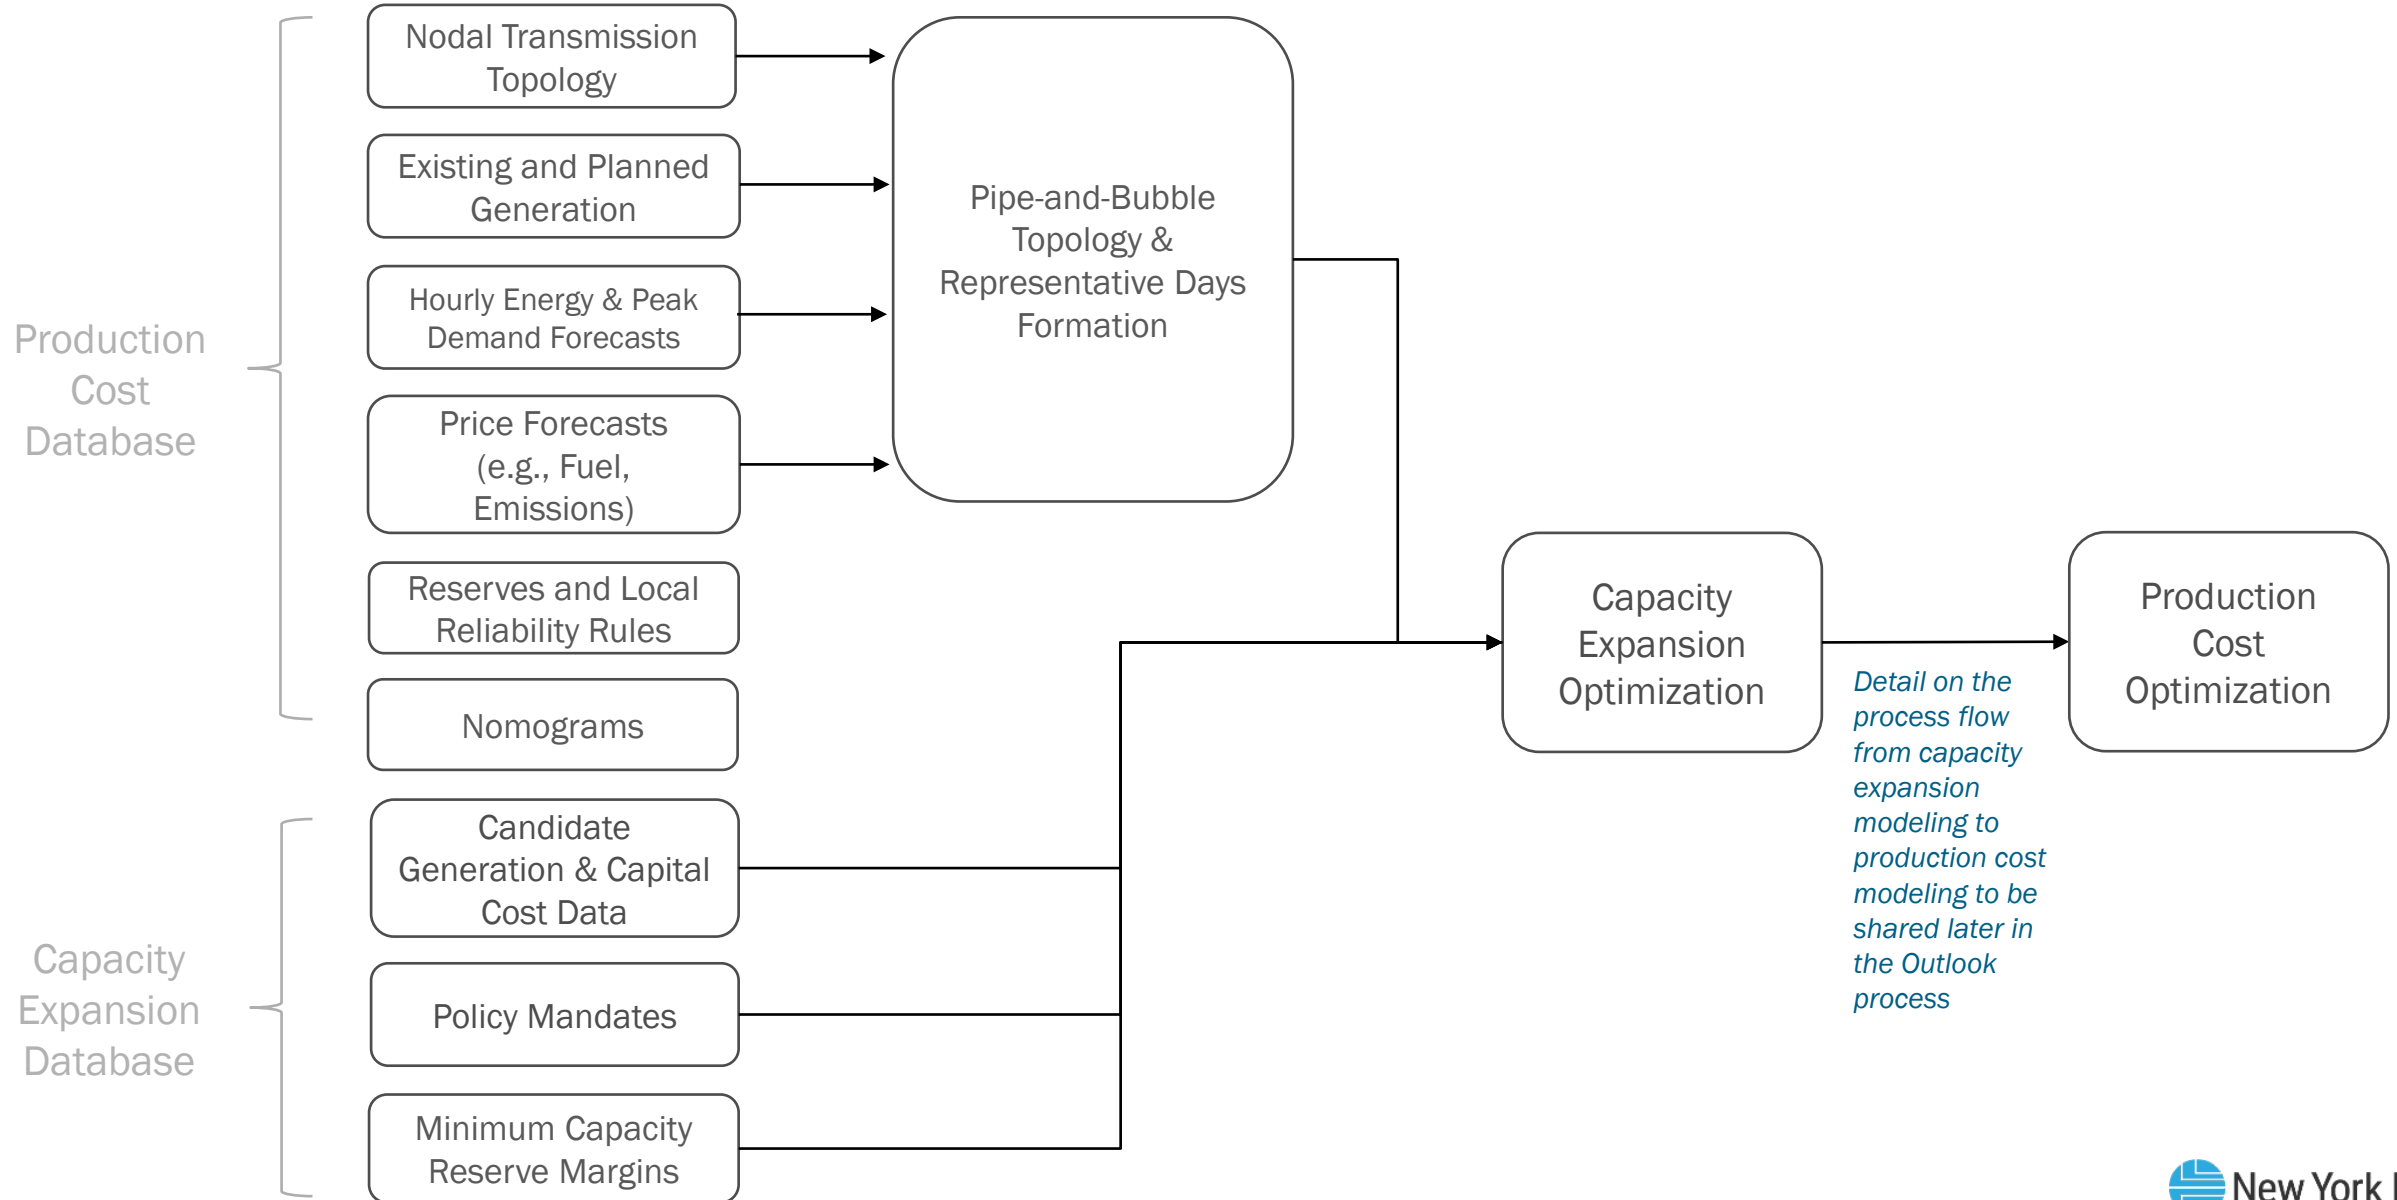 Nodal Transmission
Topology
Existing and Planned
Generation
Hourly Energy & Peak
Demand Forecasts
Price Forecasts
(e.g., Fuel,
Emissions)
Reserves and Local
Reliability Rules
Nomograms
Candidate
Generation & Capital
Cost Data
Policy Mandates
Minimum Capacity
Reserve Margins
Production
Cost
Database
Capacity
Expansion
Database
Pipe-and-Bubble
Topology &
Representative Days
Formation
Capacity
Expansion
Optimization
Detail on the
process flow
from capacity
expansion
modeling to
production cost
modeling to be
shared later in
the Outlook
process
Production
Cost
Optimization
New York